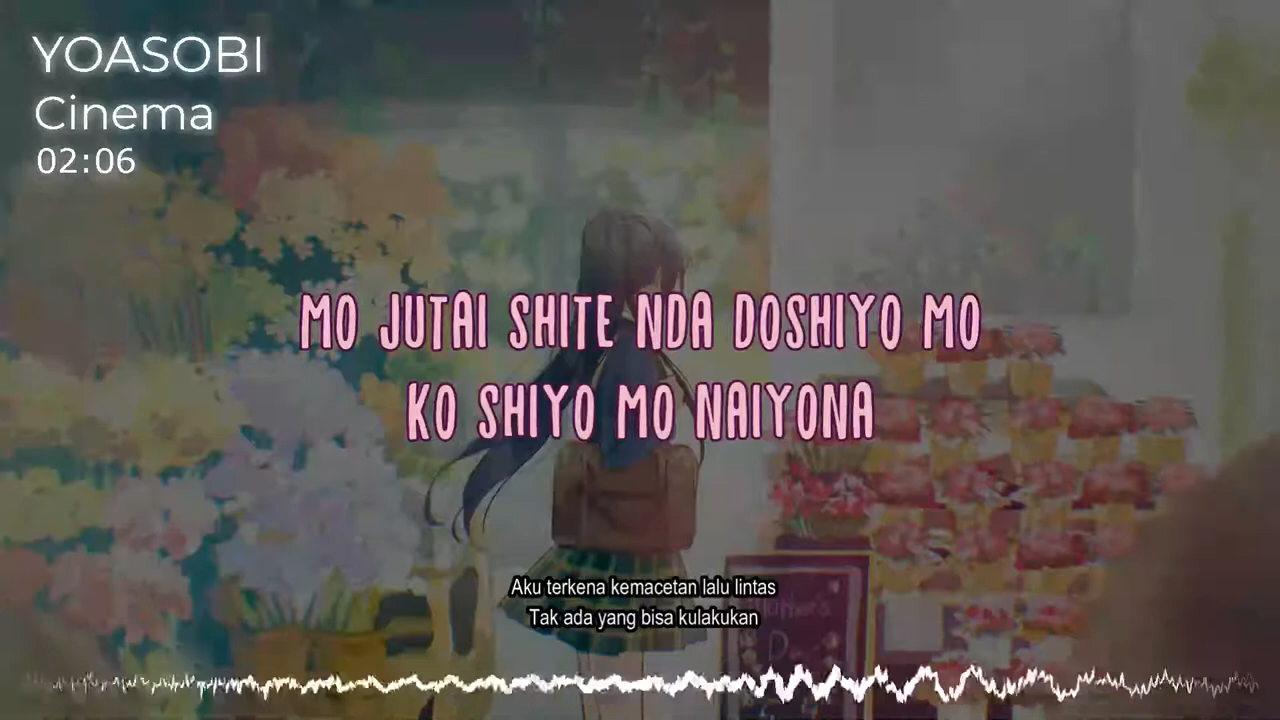 YOASOBI
Cinema
02:06
MO JUTAI SHITE NDA DOSHIYO MO
KO SHIYO MO NAIYONA
Aku terkena kemacetan lalu lintas
Tak ada yang bisa kulakukan